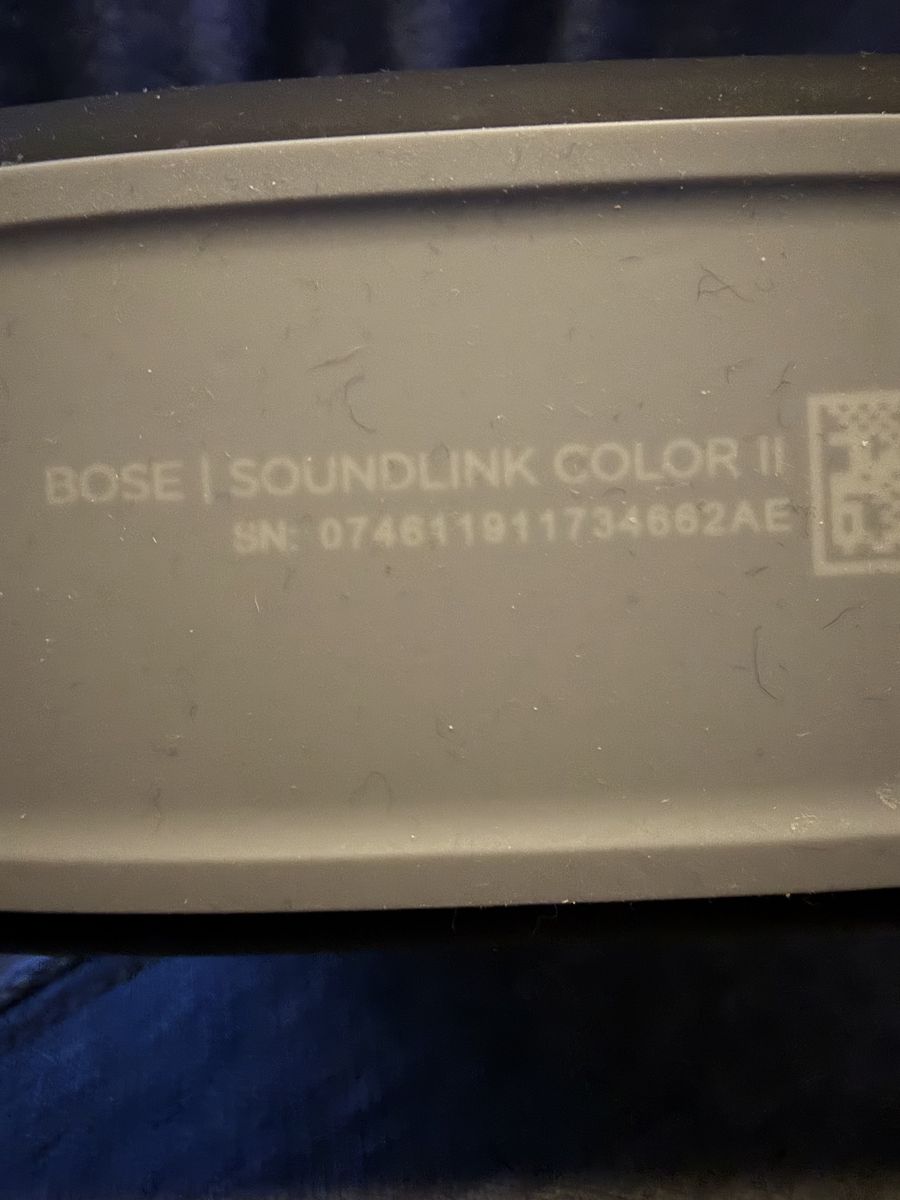 BOSE | SOUNDLINK COLOR II
SN: 074611911734662AE